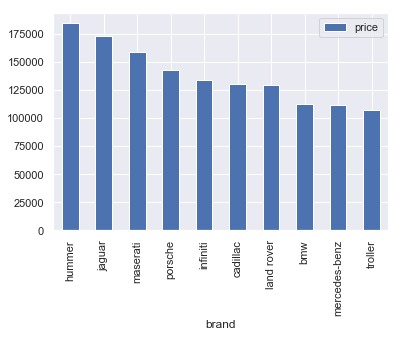 price
175000
150000
125000
100000
75000
50000
25000
0
hummer
jaguar
maserati
porsche
infiniti
cadillac
land rover
bmw
mercedes-benz
troller
brand